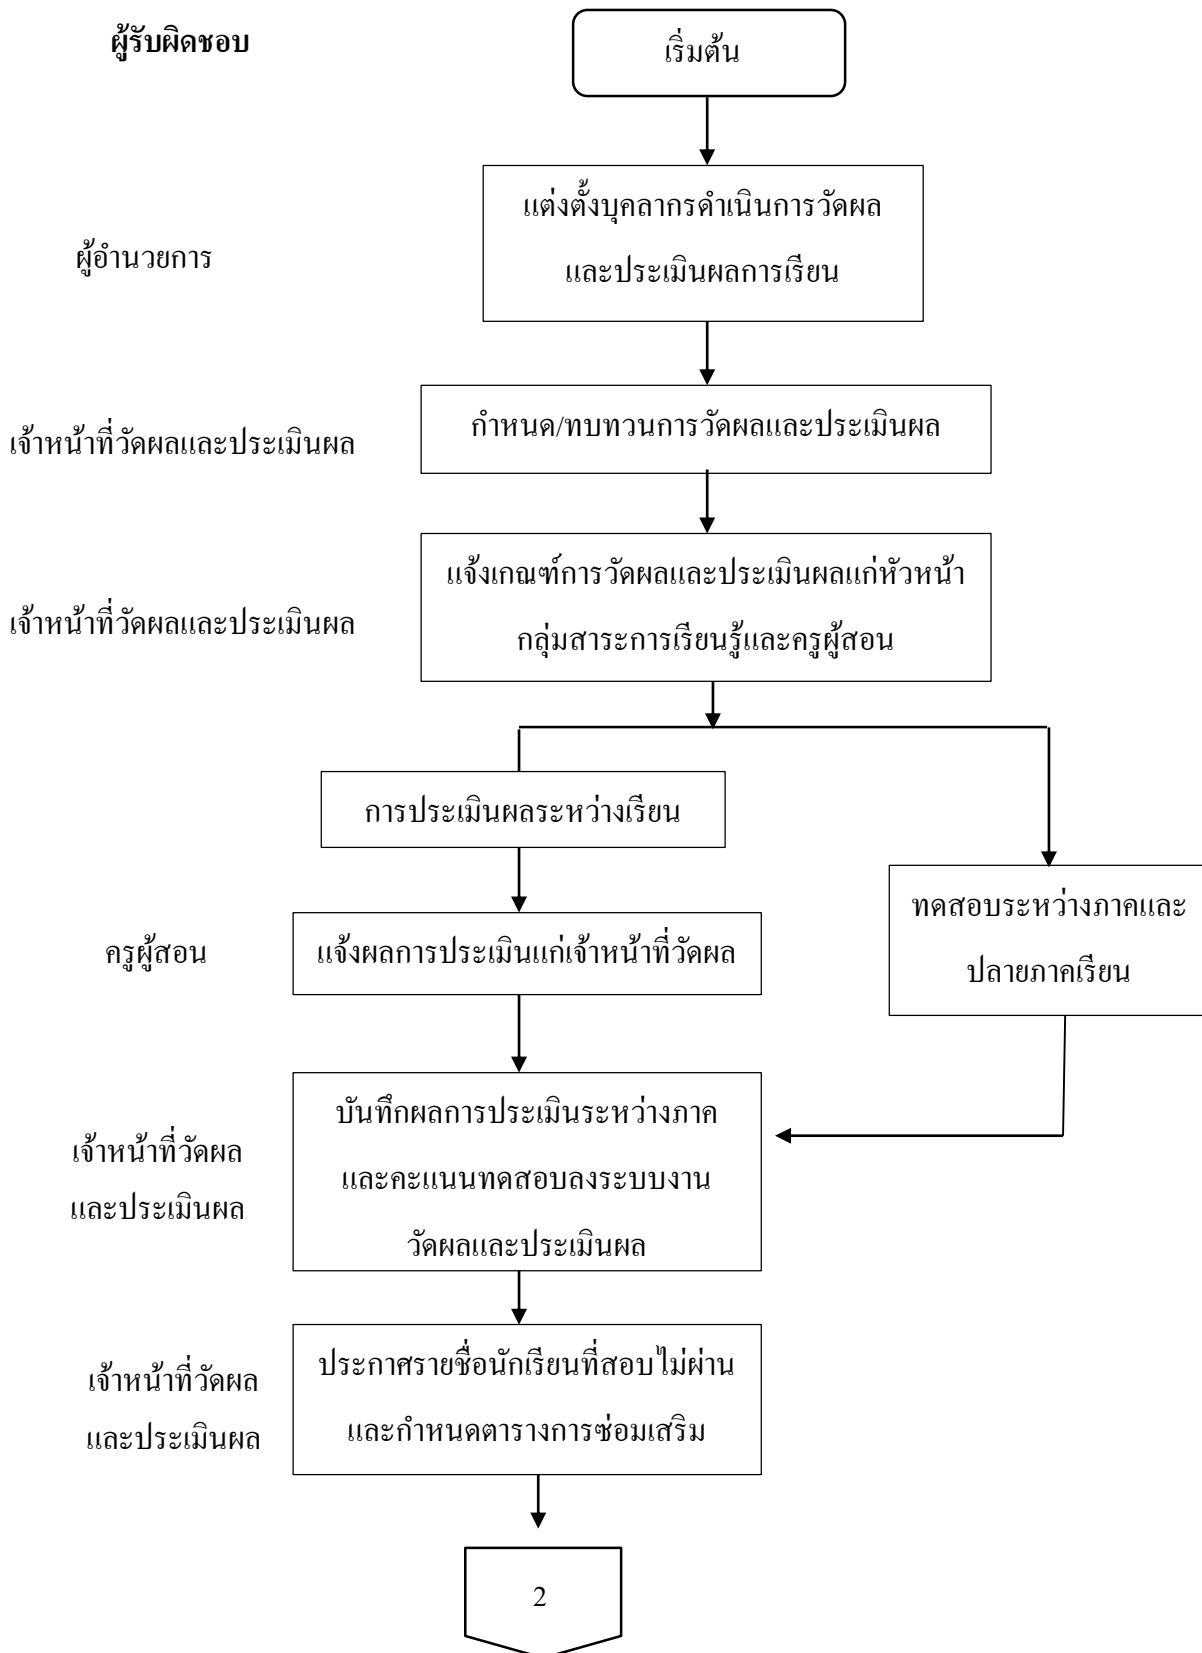 ผู้รับผิดชอบ
เริ่มต้น
แต่งตั้งบุคลากรดำเนินการวัดผล
และประเมินผลการเรียน
ผู้อำนวยการ
กำหนด/ทบทวนการวัดผลและประเมินผล
เจ้าหน้าที่วัดผลและประเมินผล
แจ้งเกณฑ์การวัดผลและประเมินผลแก่หัวหน้า
กลุ่มสาระการเรียนรู้และครูผู้สอน
เจ้าหน้าที่วัดผลและประเมินผล
การประเมินผลระหว่างเรียน
ทดสอบระหว่างภาคและ
ปลายภาคเรียน
ครูผู้สอน
แจ้งผลการประเมินแก่เจ้าหน้าที่วัดผล
บันทึกผลการประเมินระหว่างภาค
และคะแนนทดสอบลงระบบงาน
วัดผลและประเมินผล
เจ้าหน้าที่วัดผล
และประเมินผล
ประกาศรายชื่อนักเรียนที่สอบไม่ผ่าน
และกำหนดตารางการซ่อมเสริม
เจ้าหน้าที่วัดผล
และประเมินผล
2